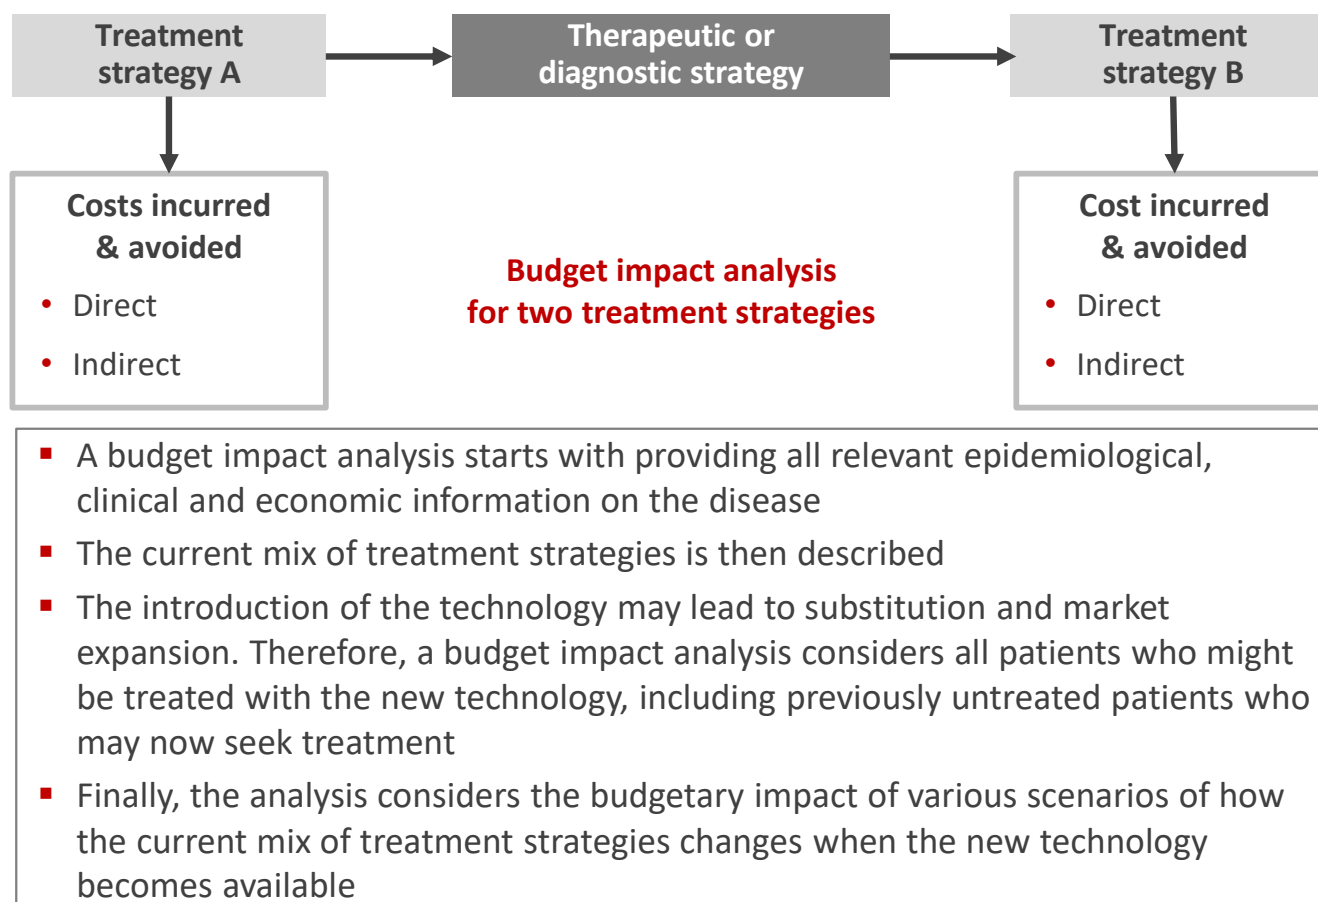 Treatment
strategy A
Therapeutic or
diagnostic strategy
Treatment
strategy B
Costs incurred
& avoided
• Direct
• Indirect
Budget impact analysis
for two treatment strategies
Cost incurred
& avoided
• Direct
• Indirect
▪ A budget impact analysis starts with providing all relevant epidemiological,
clinical and economic information on the disease
▪ The current mix of treatment strategies is then described
▪ The introduction of the technology may lead to substitution and market
expansion. Therefore, a budget impact analysis considers all patients who might
be treated with the new technology, including previously untreated patients who
may now seek treatment
▪ Finally, the analysis considers the budgetary impact of various scenarios of how
the current mix of treatment strategies changes when the new technology
becomes available